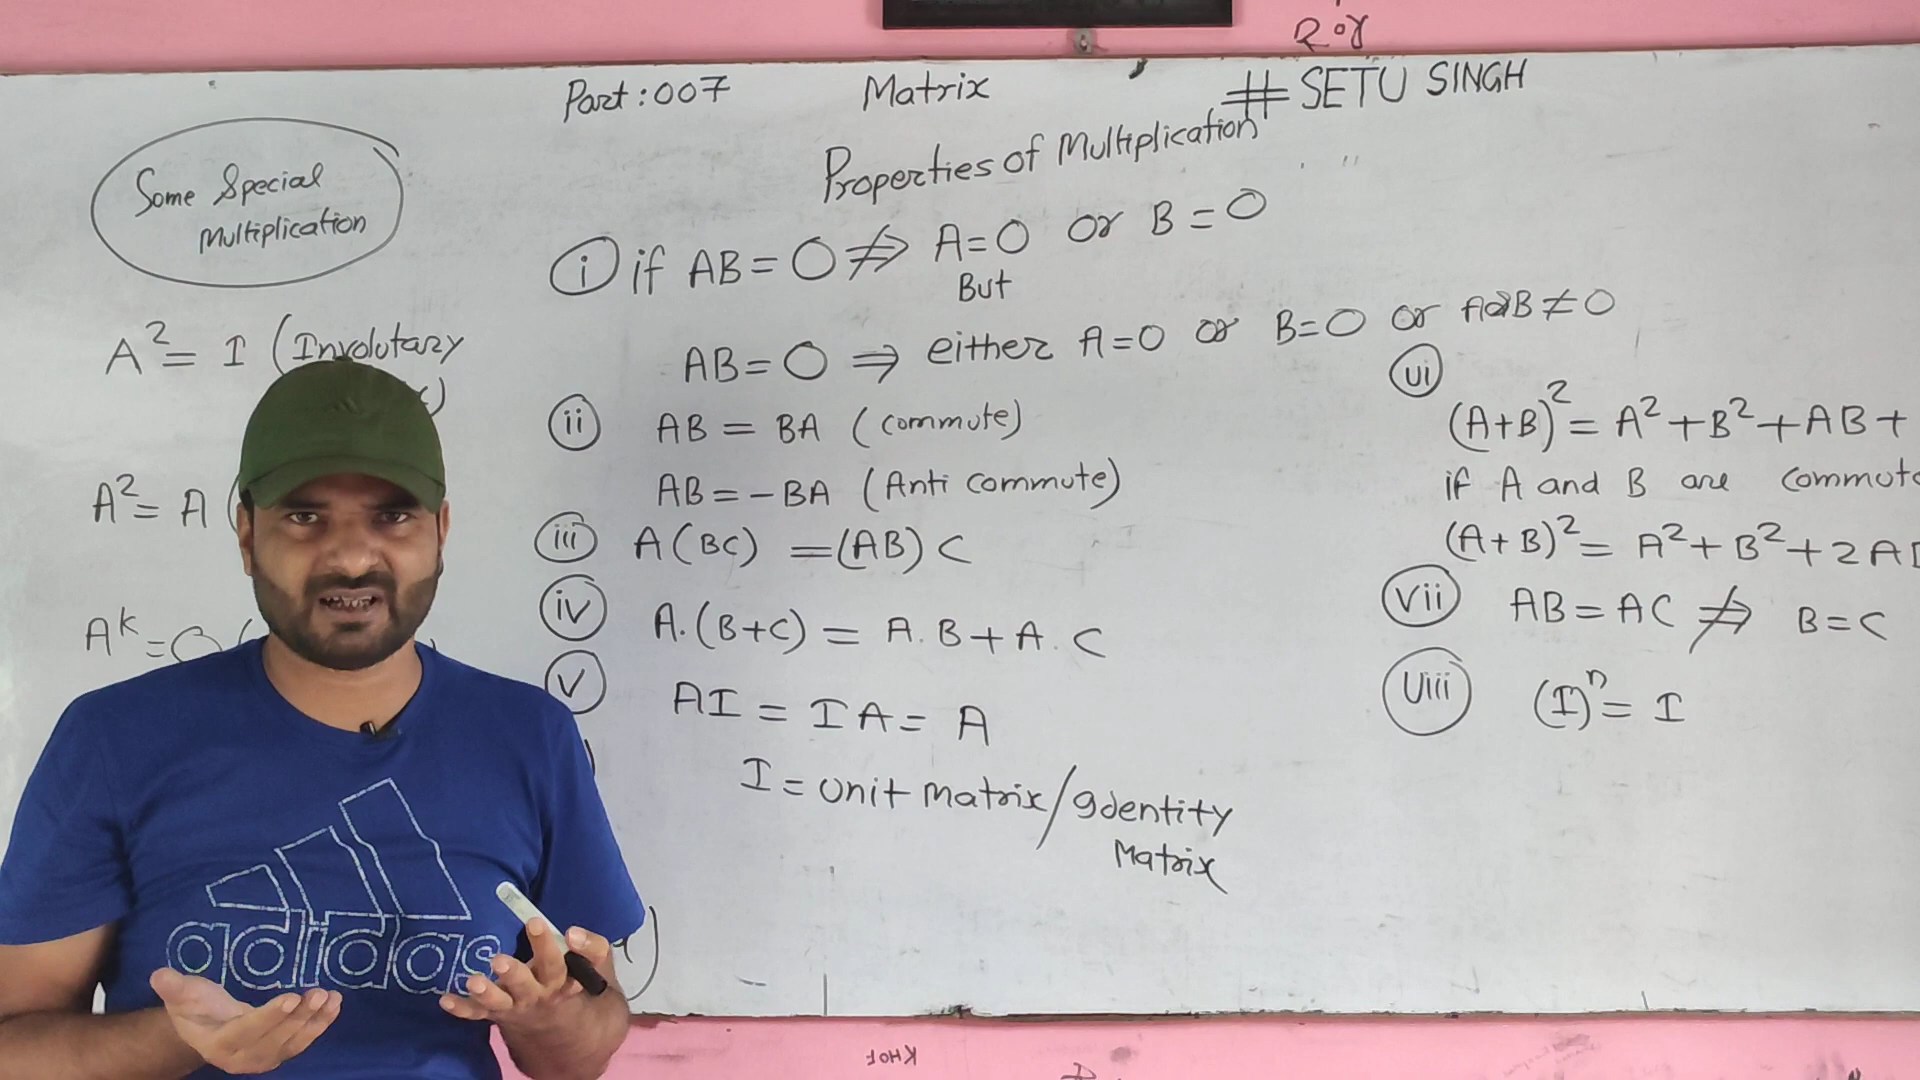 Roy
Part:007 Matrix # SETU SINGH
Properties of Multiplication
Some Special
Multiplication
A² = I (Involutary
A² = A (
Aᵏ = O (
(i) if AB = O ⇏ A = O or B = O
But
AB = O ⇒ either A = O or B = O or A & B ≠ O
(ii) AB = BA (commute)
AB = -BA (Anti commute)
(iii) A(BC) = (AB)C
(iv) A.(B+C) = A.B + A.C
(v) AI = IA = A
I = unit matrix/Identity
Matrix
(vi)
(A+B)² = A² + B² + AB +
if A and B are commute
(A+B)² = A² + B² + 2AB
(vii) AB = AC ⇏ B = C
(viii) (I)ⁿ = I
adidas